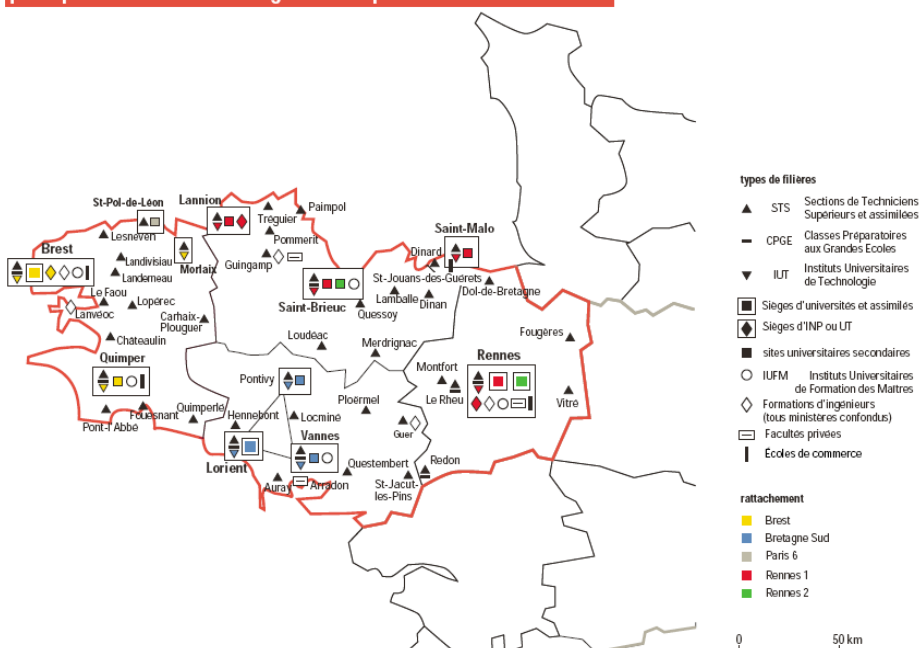 St-Pol-de-Léon
Lannion
Paimpol
Tréguier
Lesneven
Pommerit
Saint-Malo
Brest
Morlaix
Landivisiau
Guingamp
Dinard
Landerneau
St-Jouans-des-Guérets
Le Faou
Lopérec
Saint-Brieuc
Lamballe
Dinan
Dol-de-Bretagne
Lanvéoc
Quessoy
Carhaix-
Plouguer
Châteaulin
Loudéac
Fougères
Merdrignac
Quimper
Rennes
Montfort
Pontivy
Le Rheu
Vitré
Ploërmel
Quimperlé
Fouesnant
Hennebont
Locminé
Pont-l'Abbé
Guer
Vannes
Lorient
Questembert
Redon
Auray
Arradon
St-Jacut-
les-Pins
types de filières
STS Sections de Techniciens
Supérieurs et assimilées
CPGE Classes Préparatoires
aux Grandes Ecoles
IUT Instituts Universitaires
de Technologie
Sièges d'universités et assimilés
Sièges d'INP ou UT
sites universitaires secondaires
IUFM Instituts Universitaires
de Formation des Maîtres
Formations d'ingénieurs
(tous ministères confondus)
Facultés privées
Écoles de commerce
rattachement
Brest
Bretagne Sud
Paris 6
Rennes 1
Rennes 2
0 50 km